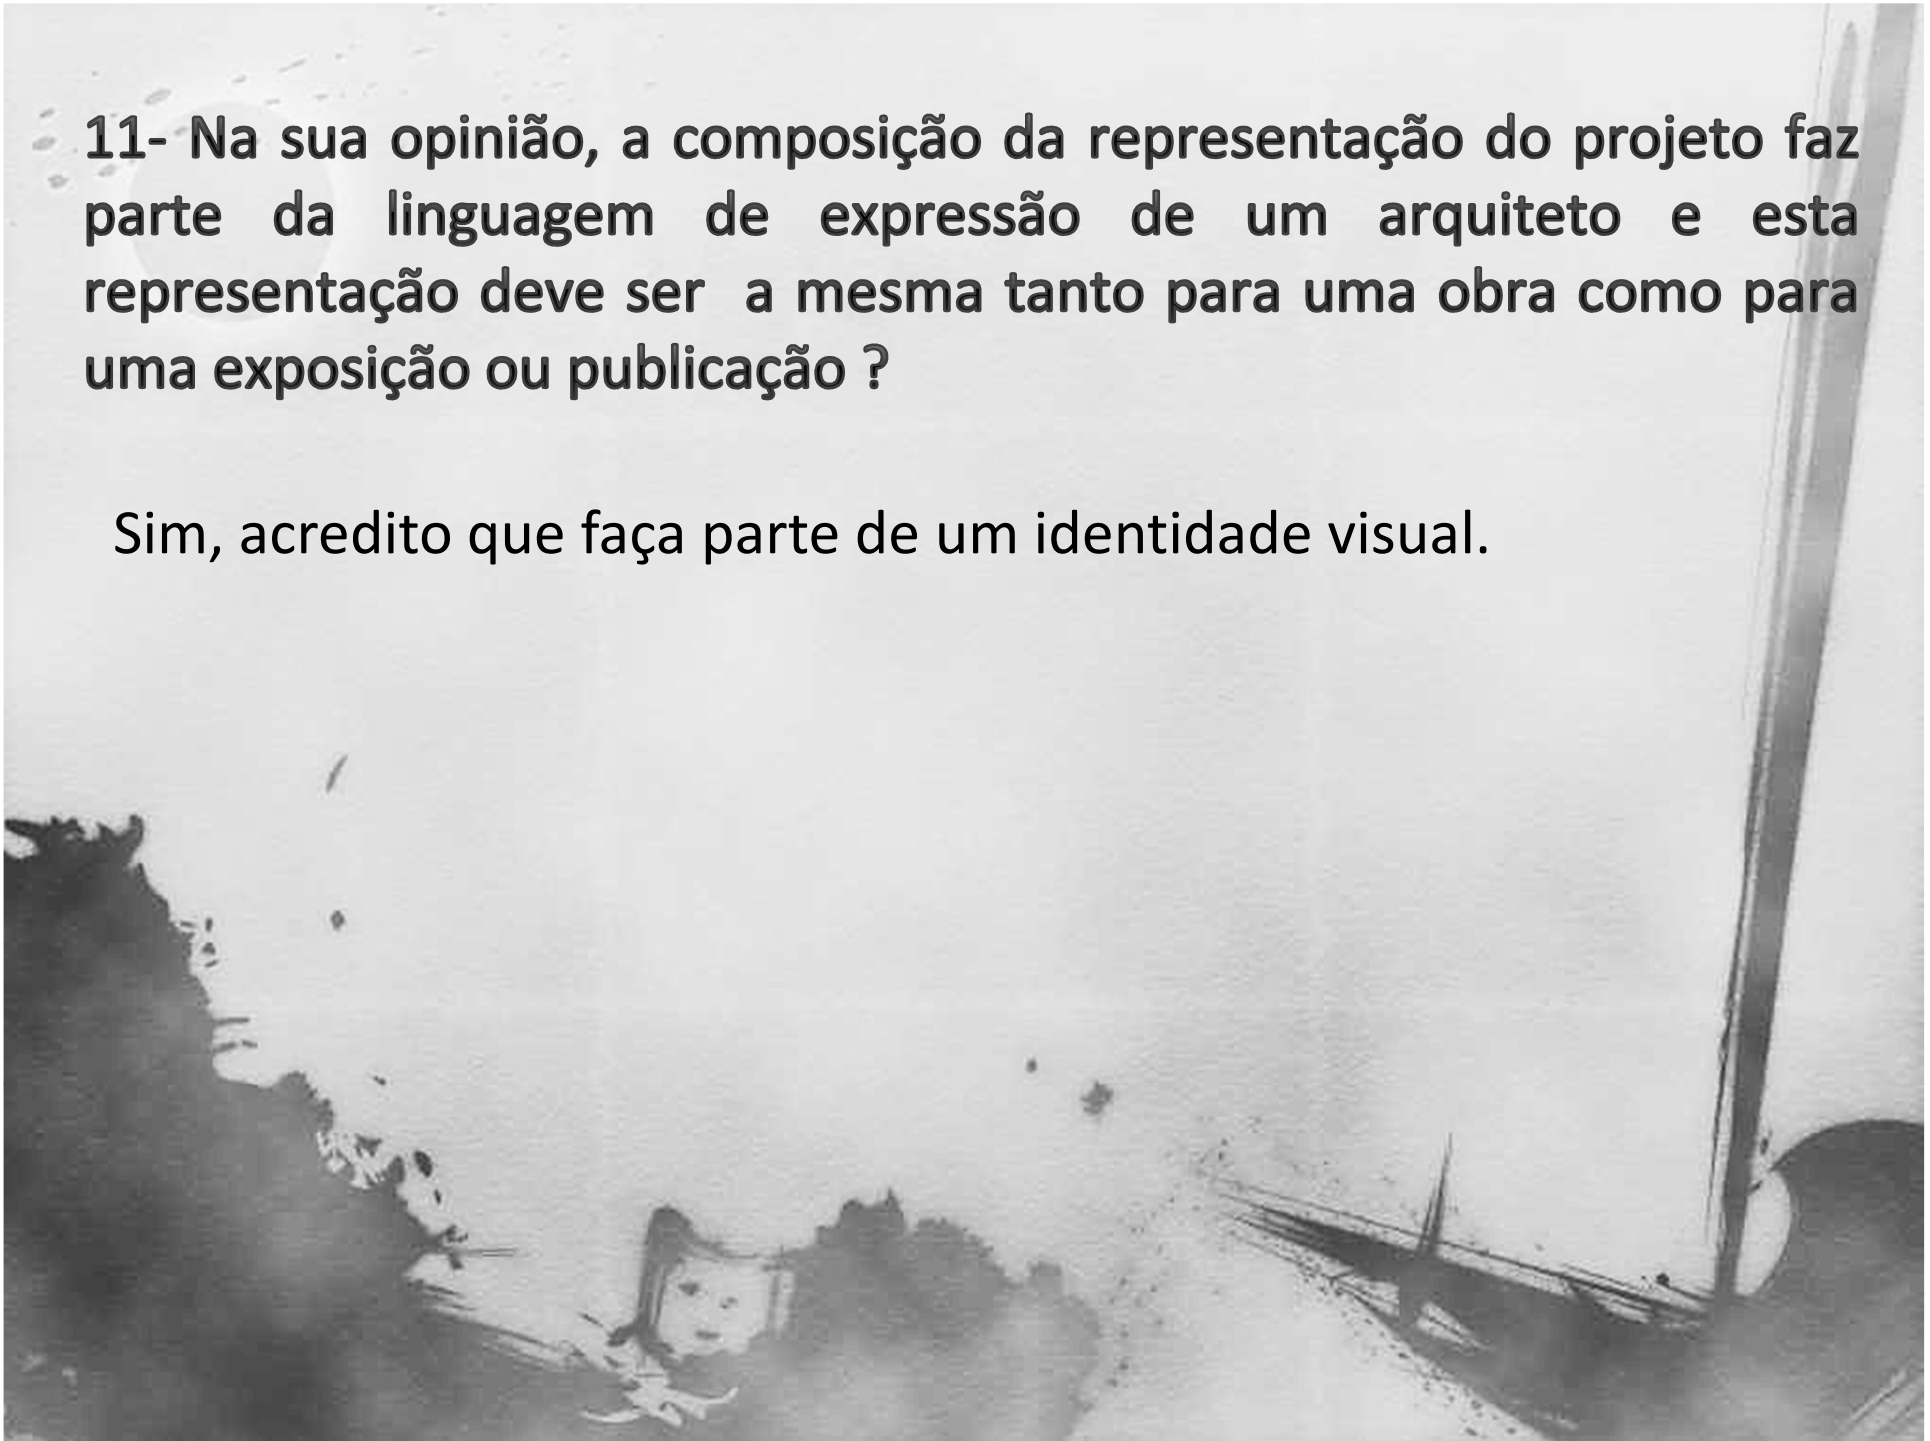 11- Na sua opinião, a composição da representação do projeto faz
parte da linguagem de expressão de um arquiteto e esta
representação deve ser a mesma tanto para uma obra como para
uma exposição ou publicação ?
Sim, acredito que faça parte de um identidade visual.